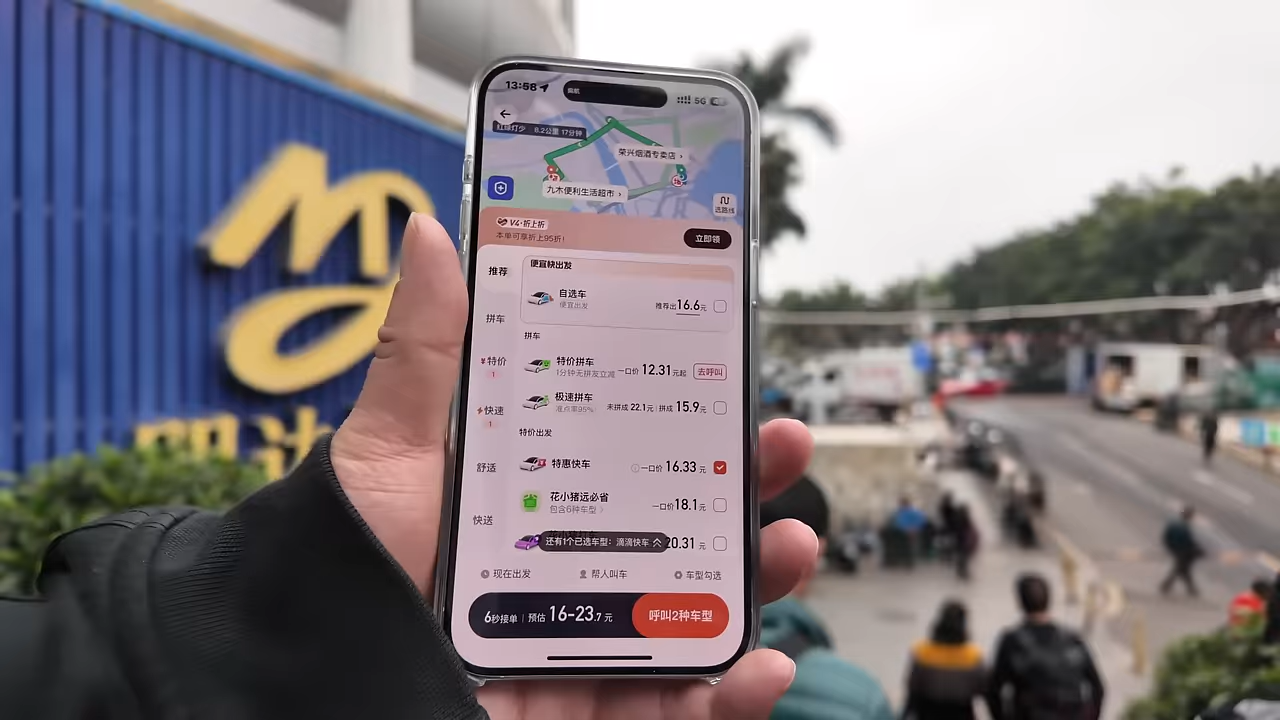 13:58
5G
红绿灯少 8.2公里 17分钟
荣兴烟酒专卖店 ›
九木便利生活超市 ›
选路线
V4·折上折
本单可享折上95折!
立即领
推荐
便宜快出发
自选车
便宜出发
推荐出16.6元
拼车
拼车
特价
1
特价拼车
1分钟无拼友立减
一口价 12.31元起
去呼叫
极速拼车
准点率95%
未拼成 22.1元 | 拼成 15.9元
快速
1
特价出发
舒适
特惠快车
一口价 16.33 元
花小猪远必省
包含6种车型 ›
一口价18.1元
快送
还有1个已选车型：滴滴快车
20.31 元
现在出发
帮人叫车
车型勾选
6秒接单 | 预估 16-23.7 元
呼叫2种车型